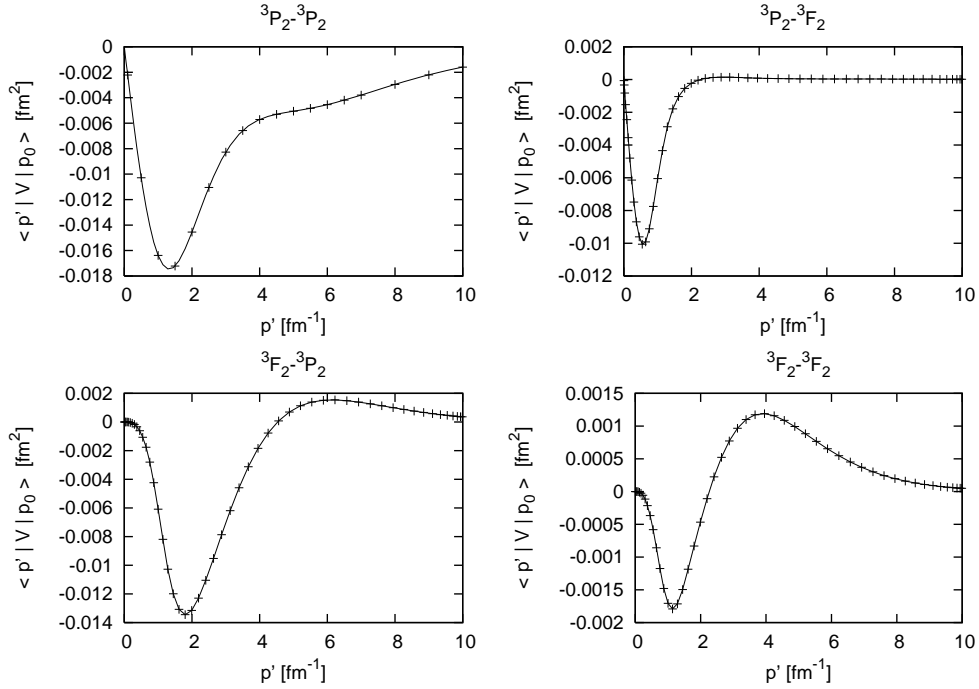 ³P₂-³P₂
< p' | V | p₀ > [fm²]
0
-0.002
-0.004
-0.006
-0.008
-0.01
-0.012
-0.014
-0.016
-0.018
0 2 4 6 8 10
p' [fm⁻¹]
³P₂-³F₂
< p' | V | p₀ > [fm²]
0.002
0
-0.002
-0.004
-0.006
-0.008
-0.01
-0.012
0 2 4 6 8 10
p' [fm⁻¹]
³F₂-³P₂
< p' | V | p₀ > [fm²]
0.002
0
-0.002
-0.004
-0.006
-0.008
-0.01
-0.012
-0.014
0 2 4 6 8 10
p' [fm⁻¹]
³F₂-³F₂
< p' | V | p₀ > [fm²]
0.0015
0.001
0.0005
0
-0.0005
-0.001
-0.0015
-0.002
0 2 4 6 8 10
p' [fm⁻¹]